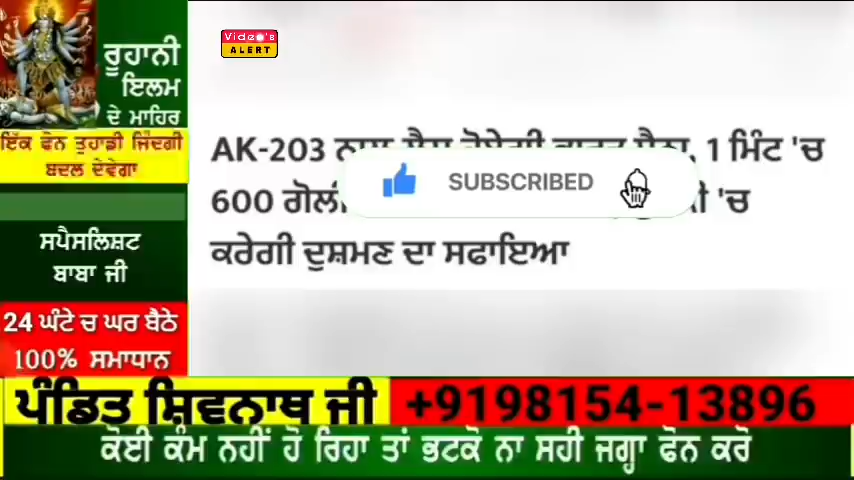 Video's
ALERT
ਰੂਹਾਨੀ
ਇਲਮ
ਦੇ ਮਾਹਿਰ
ਇੱਕ ਫੋਨ ਤੁਹਾਡੀ ਜਿੰਦਗੀ
ਬਦਲ ਦੇਵੇਗਾ
ਸਪੈਸਲਿਸ਼ਟ
ਬਾਬਾ ਜੀ
24 ਘੰਟੇ ਚ ਘਰ ਬੈਠੇ
100% ਸਮਾਧਾਨ
AK-203 1 ਮਿੰਟ 'ਚ
600 'ਚ
ਕਰੇਗੀ ਦੁਸ਼ਮਣ ਦਾ ਸਫਾਇਆ
SUBSCRIBED
ਪੰਡਿਤ ਸ਼ਿਵਨਾਥ ਜੀ +9198154-13896
ਕੋਈ ਕੰਮ ਨਹੀਂ ਹੋ ਰਿਹਾ ਤਾਂ ਭਟਕੋ ਨਾ ਸਹੀ ਜਗ੍ਹਾ ਫੋਨ ਕਰੋ